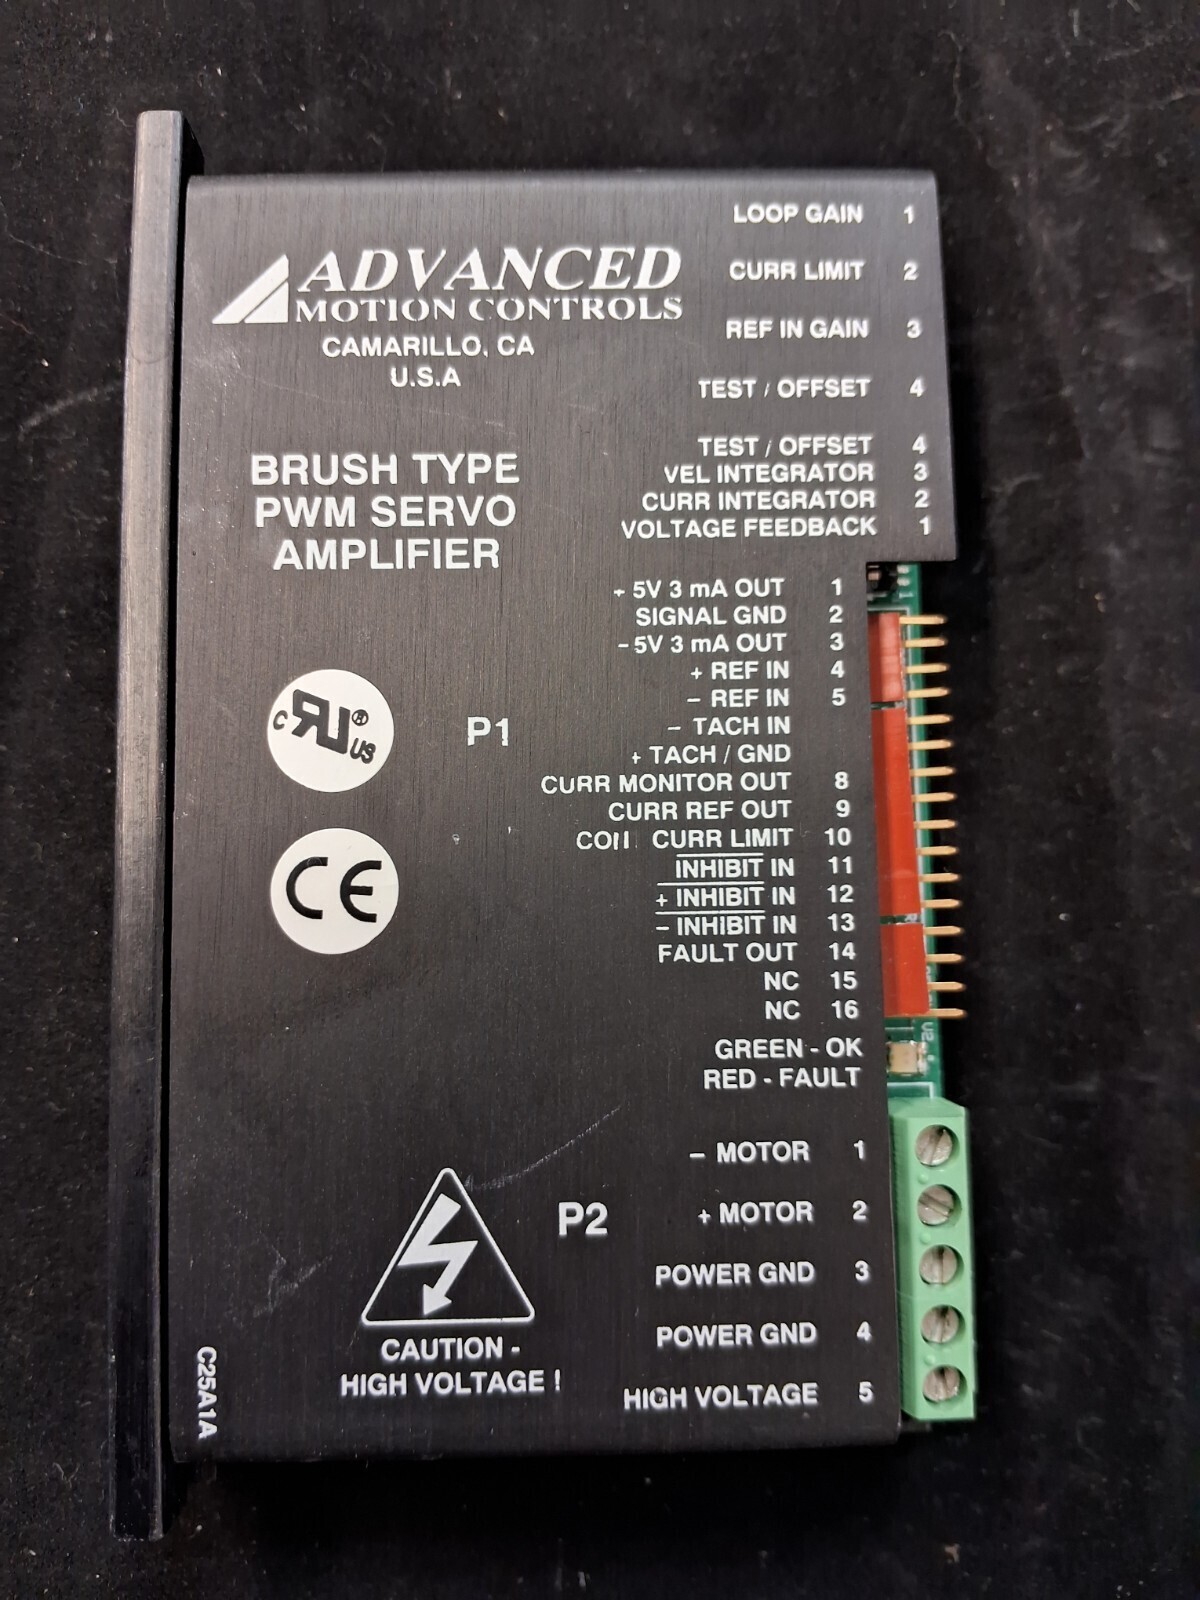 ADVANCED
MOTION CONTROLS
CAMARILLO, CA
U.S.A
BRUSH TYPE
PWM SERVO
AMPLIFIER
LOOP GAIN 1
CURR LIMIT 2
REF IN GAIN 3
TEST / OFFSET 4
TEST / OFFSET 4
VEL INTEGRATOR 3
CURR INTEGRATOR 2
VOLTAGE FEEDBACK 1
P1
+ 5V 3 mA OUT 1
SIGNAL GND 2
- 5V 3 mA OUT 3
+ REF IN 4
- REF IN 5
- TACH IN
+ TACH / GND
CURR MONITOR OUT 8
CURR REF OUT 9
CURR LIMIT 10
INHIBIT IN 11
+ INHIBIT IN 12
- INHIBIT IN 13
FAULT OUT 14
NC 15
NC 16
GREEN - OK
RED - FAULT
c RU ® US
CE
P2
- MOTOR 1
+ MOTOR 2
POWER GND 3
POWER GND 4
HIGH VOLTAGE 5
CAUTION -
HIGH VOLTAGE !
C25A1A